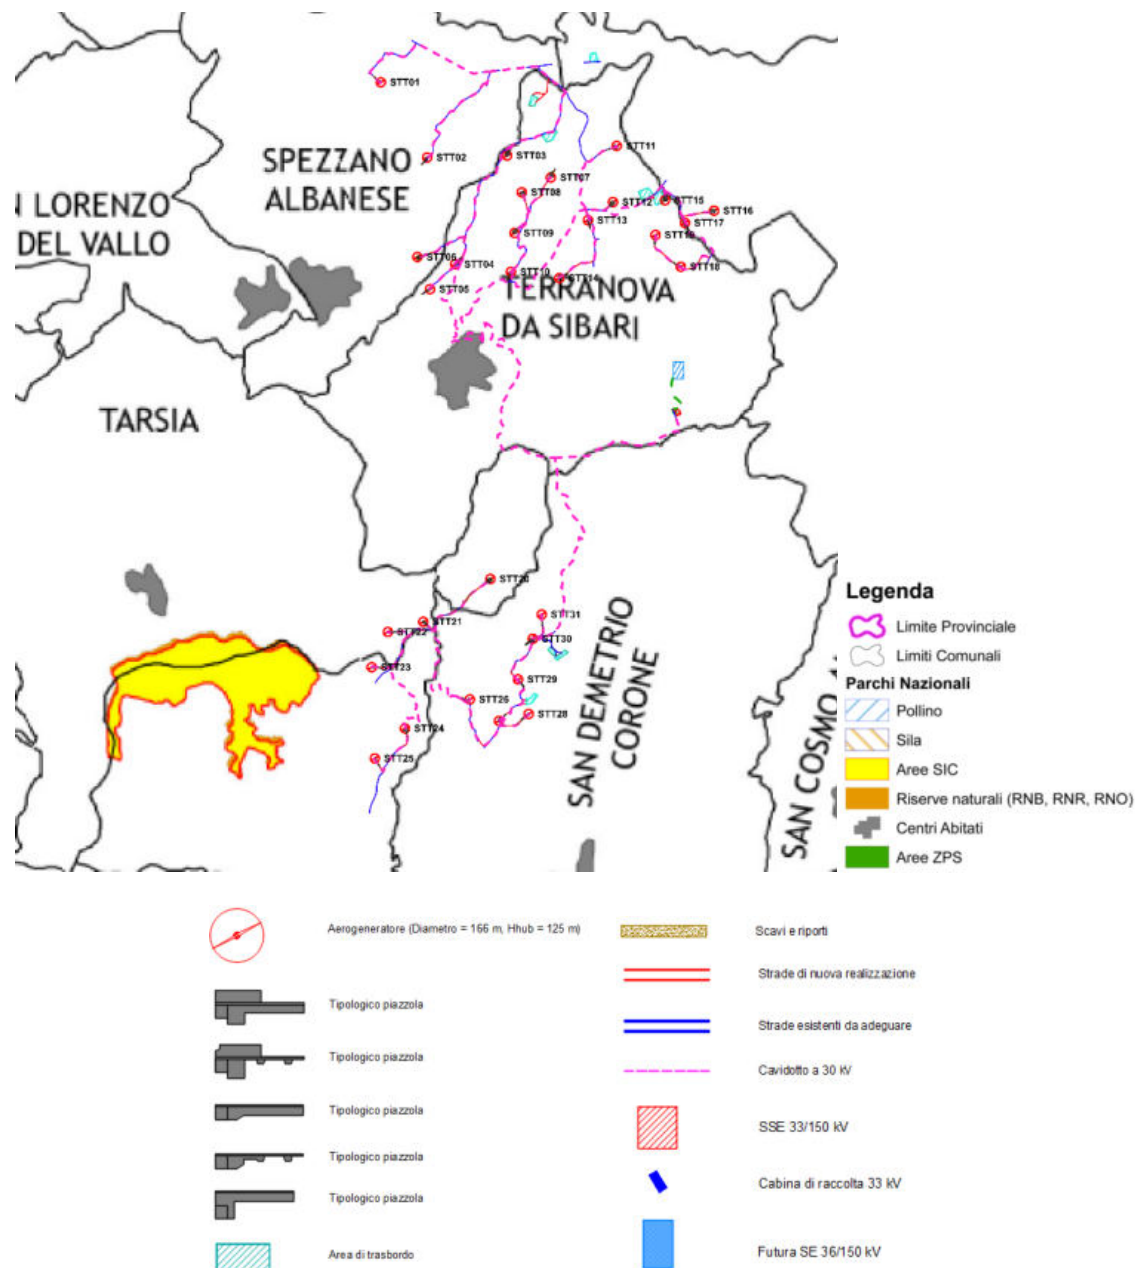 STT01
STT02
SPEZZANO
ALBANESE
STT03
STT11
STT07
STT08
STT12
STT15
STT16
STT13
STT17
STT09
N LORENZO
DEL VALLO
STT06
STT04
STT10
STT14
STT18
STT05
TERRANOVA
DA SIBARI
TARSIA
STT20
STT31
STT21
STT22
STT30
STT23
STT29
STT26
STT28
STT24
STT25
SAN DEMETRIO
CORONE
SAN COSMO
Legenda
Limite Provinciale
Limiti Comunali
Parchi Nazionali
Pollino
Sila
Aree SIC
Riserve naturali (RNB, RNR, RNO)
Centri Abitati
Aree ZPS
Aerogeneratore (Diametro = 166 m, Hhub = 125 m)
Tipologico piazzola
Tipologico piazzola
Tipologico piazzola
Tipologico piazzola
Tipologico piazzola
Area di trasbordo
Scavi e riporti
Strade di nuova realizzazione
Strade esistenti da adeguare
Cavidotto a 30 kV
SSE 33/150 kV
Cabina di raccolta 33 kV
Futura SE 36/150 kV